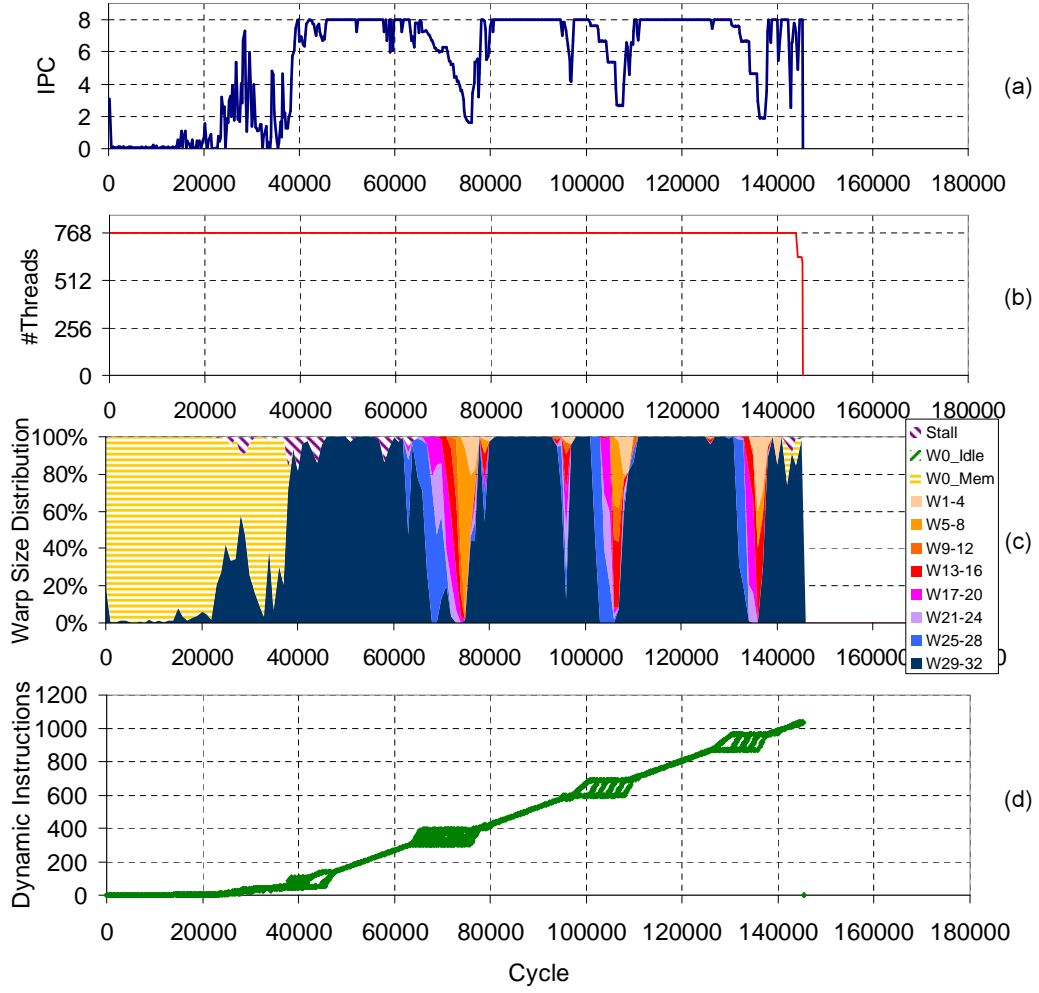 8
6
4
2
0
IPC
(a)
0 20000 40000 60000 80000 100000 120000 140000 160000 180000
768
512
256
0
#Threads
(b)
0 20000 40000 60000 80000 100000 120000 140000 160000 180000
100%
80%
60%
40%
20%
0%
Warp Size Distribution
(c)
Stall
W0_Idle
W0_Mem
W1-4
W5-8
W9-12
W13-16
W17-20
W21-24
W25-28
W29-32
0 20000 40000 60000 80000 100000 120000 140000
1200
1000
800
600
400
200
0
Dynamic Instructions
(d)
0 20000 40000 60000 80000 100000 120000 140000 160000 180000
Cycle